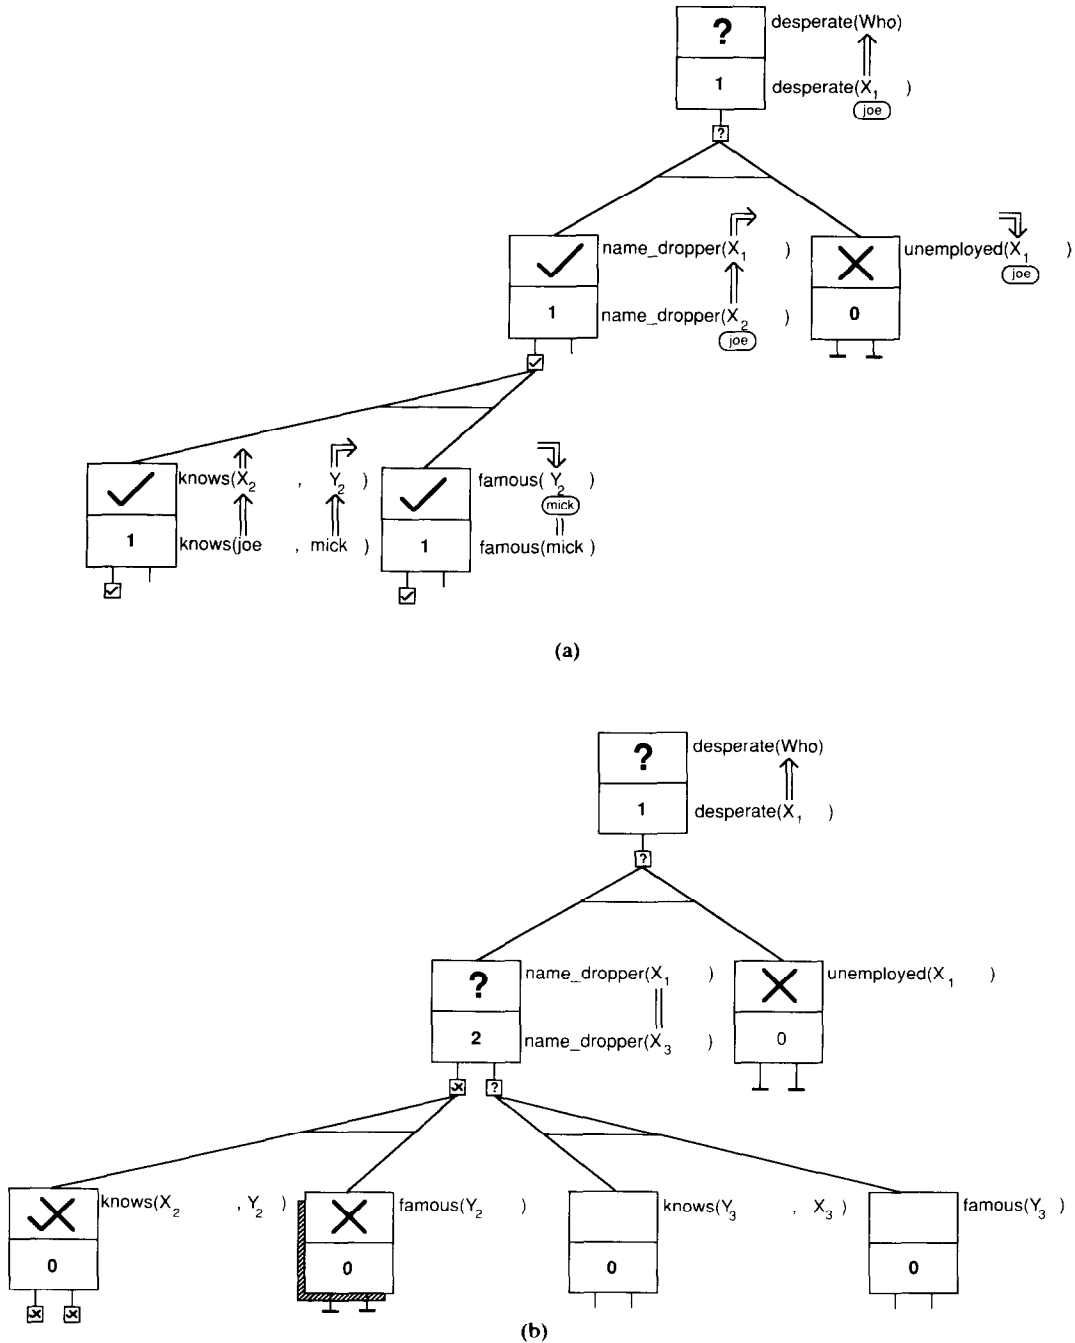 ?
desperate(Who)
1
desperate(X1 )
joe
?
name_dropper(X1 )
unemployed(X1 )
joe
1
name_dropper(X2 )
joe
0
knows(X2 , Y2 )
famous( Y2 )
mick
1
knows(joe , mick )
1
famous(mick )
(a)
?
desperate(Who)
1
desperate(X1 )
?
?
name_dropper(X1 )
unemployed(X1 )
2
name_dropper(X3 )
0
?
knows(X2 , Y2 )
famous(Y2 )
knows(Y3 , X3 )
famous(Y3 )
0
0
0
0
(b)